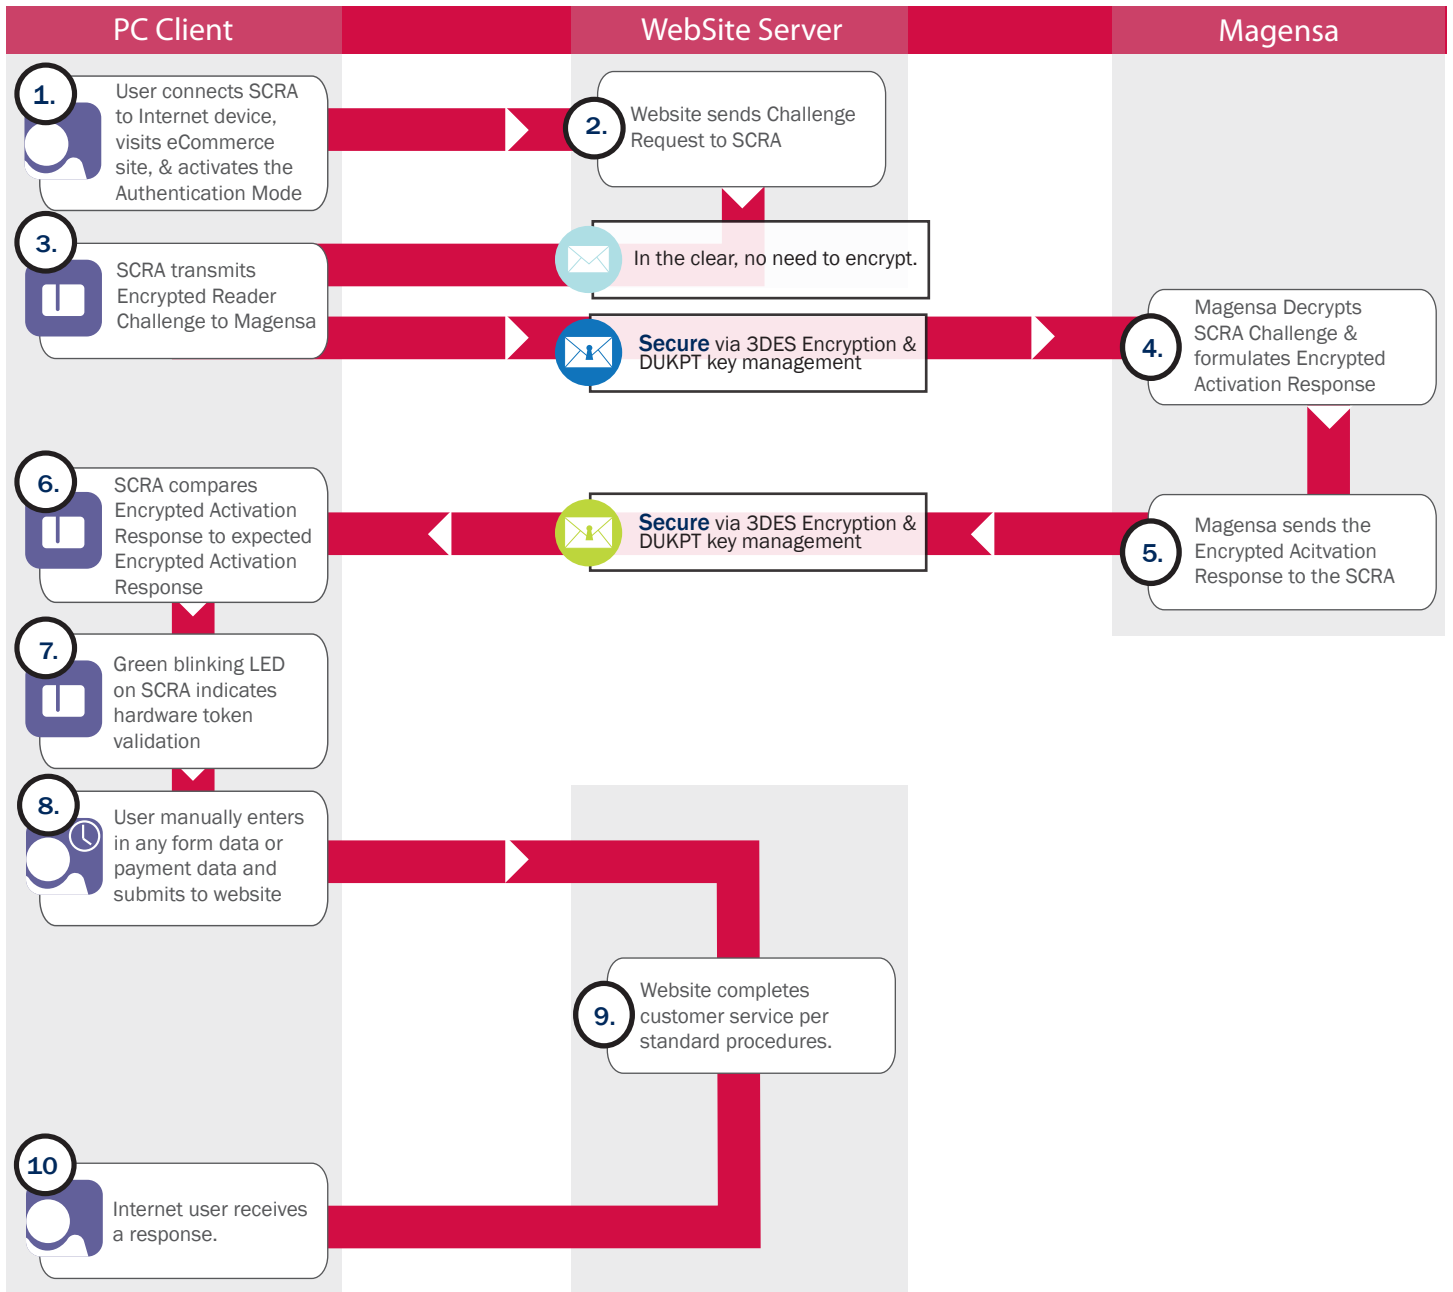 PC Client
WebSite Server
Magensa
1.
User connects SCRA
to Internet device,
visits eCommerce
site, & activates the
Authentication Mode
2.
Website sends Challenge
Request to SCRA
3.
SCRA transmits
Encrypted Reader
Challenge to Magensa
In the clear, no need to encrypt.
Secure via 3DES Encryption &
DUKPT key management
4.
Magensa Decrypts
SCRA Challenge &
formulates Encrypted
Activation Response
5.
Magensa sends the
Encrypted Acitvation
Response to the SCRA
Secure via 3DES Encryption &
DUKPT key management
6.
SCRA compares
Encrypted Activation
Response to expected
Encrypted Activation
Response
7.
Green blinking LED
on SCRA indicates
hardware token
validation
8.
User manually enters
in any form data or
payment data and
submits to website
9.
Website completes
customer service per
standard procedures.
10
Internet user receives
a response.